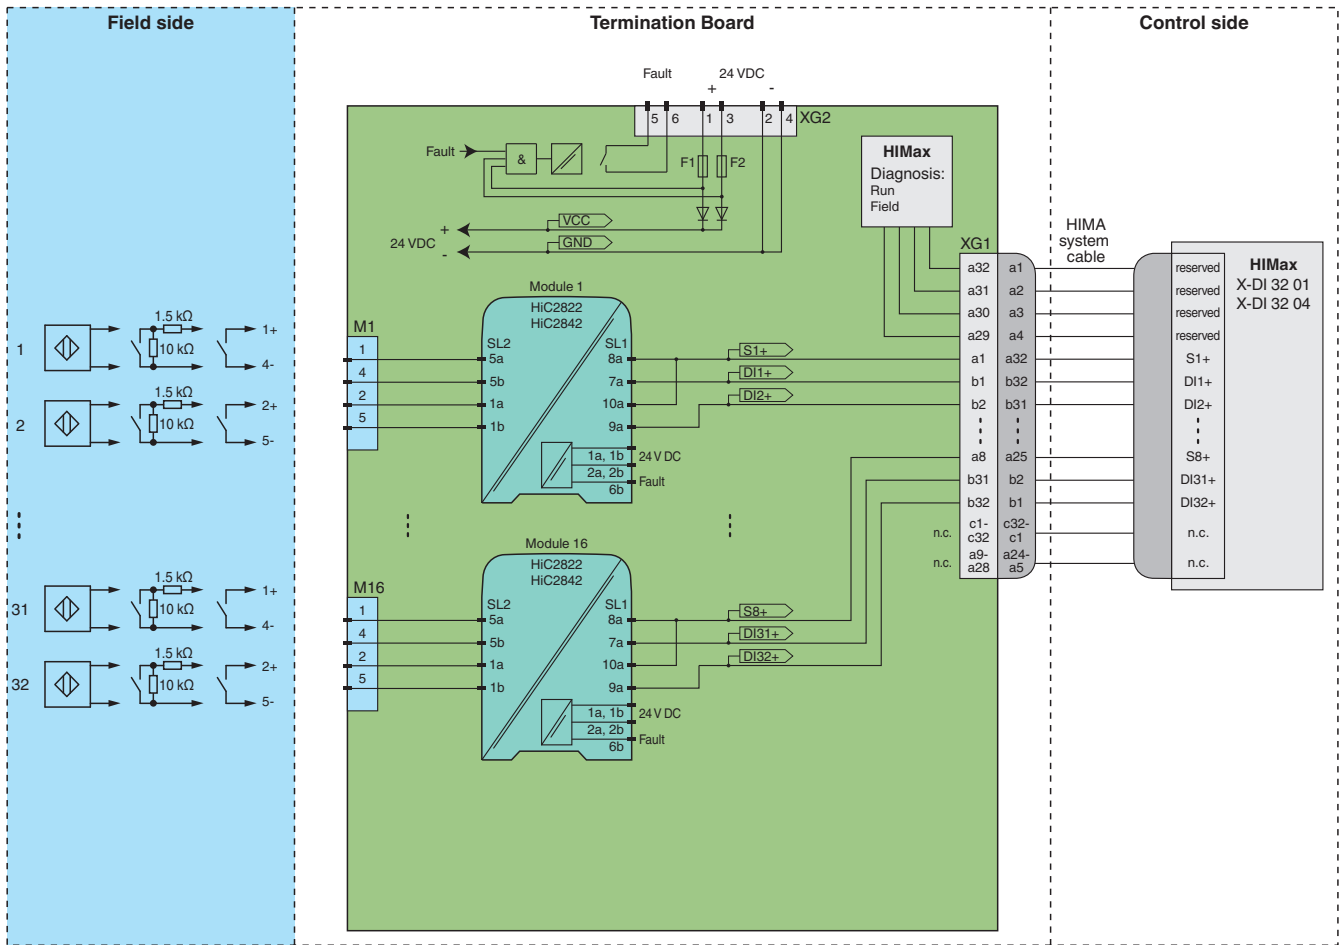 Field side
Termination Board
Control side
Fault
24 VDC
+
-
5
6
1
3
2
4
XG2
Fault
&
F1
F2
VCC
GND
+
24 VDC
-
HIMax
Diagnosis:
Run
Field
HIMA
system
cable
XG1
a32 a1 reserved
a31 a2 reserved
a30 a3 reserved
a29 a4 reserved
a1 a32 S1+
b1 b32 DI1+
b2 b31 DI2+
a8 a25 S8+
b31 b2 DI31+
b32 b1 DI32+
n.c.
c1-
c32
c32-
c1
n.c.
n.c.
a9-
a28
a24-
a5
n.c.
HIMax
X-DI 32 01
X-DI 32 04
1
1.5 kΩ
10 kΩ
1+
4-
2
1.5 kΩ
10 kΩ
2+
5-
31
1.5 kΩ
10 kΩ
1+
4-
32
1.5 kΩ
10 kΩ
2+
5-
M1
1
4
2
5
Module 1
HiC2822
HiC2842
SL2
5a
5b
1a
1b
SL1
8a
7a
10a
9a
1a, 1b
2a, 2b
6b
24 V DC
Fault
S1+
DI1+
DI2+
M16
1
4
2
5
Module 16
HiC2822
HiC2842
SL2
5a
5b
1a
1b
SL1
8a
7a
10a
9a
1a, 1b
2a, 2b
6b
24 V DC
Fault
S8+
DI31+
DI32+